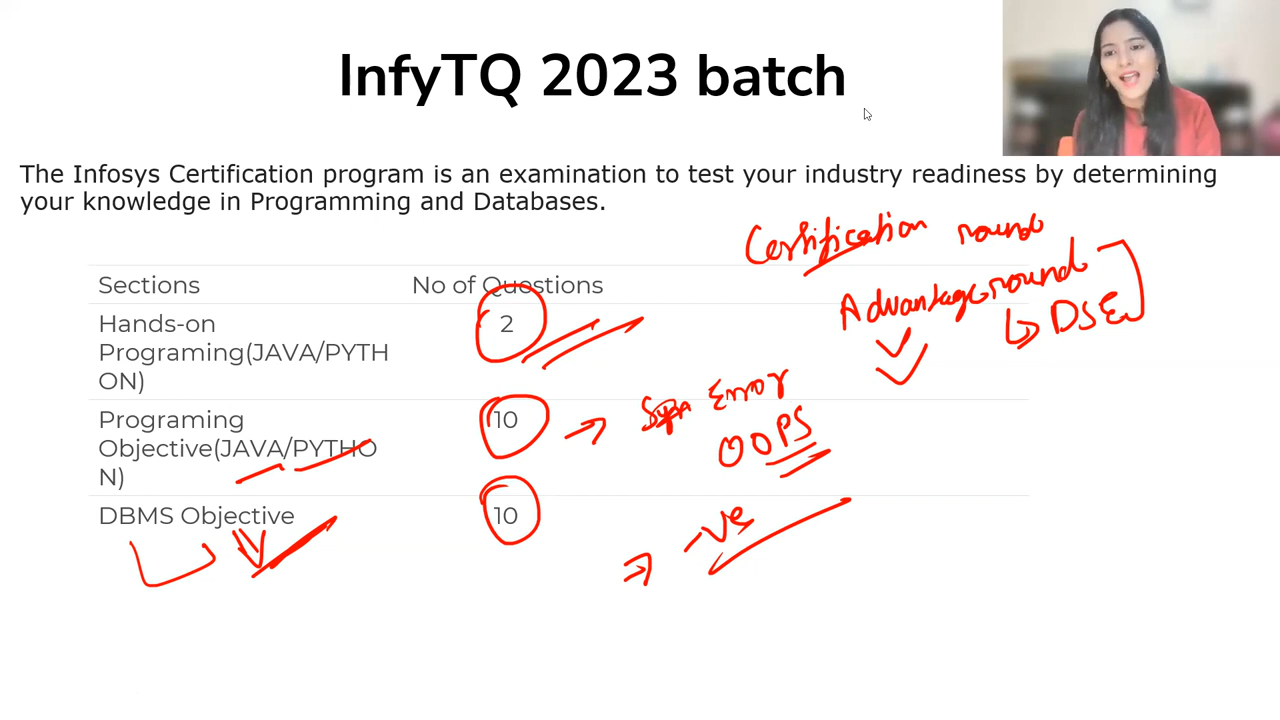 InfyTQ 2023 batch
The Infosys Certification program is an examination to test your industry readiness by determining
your knowledge in Programming and Databases.
Certification round
Advantage round
↳ DSE
Sections No of Questions
Hands-on 2
Programing(JAVA/PYTH
ON)
Programing 10
Objective(JAVA/PYTHO
N)
Error
OOPS
DBMS Objective 10
-ve